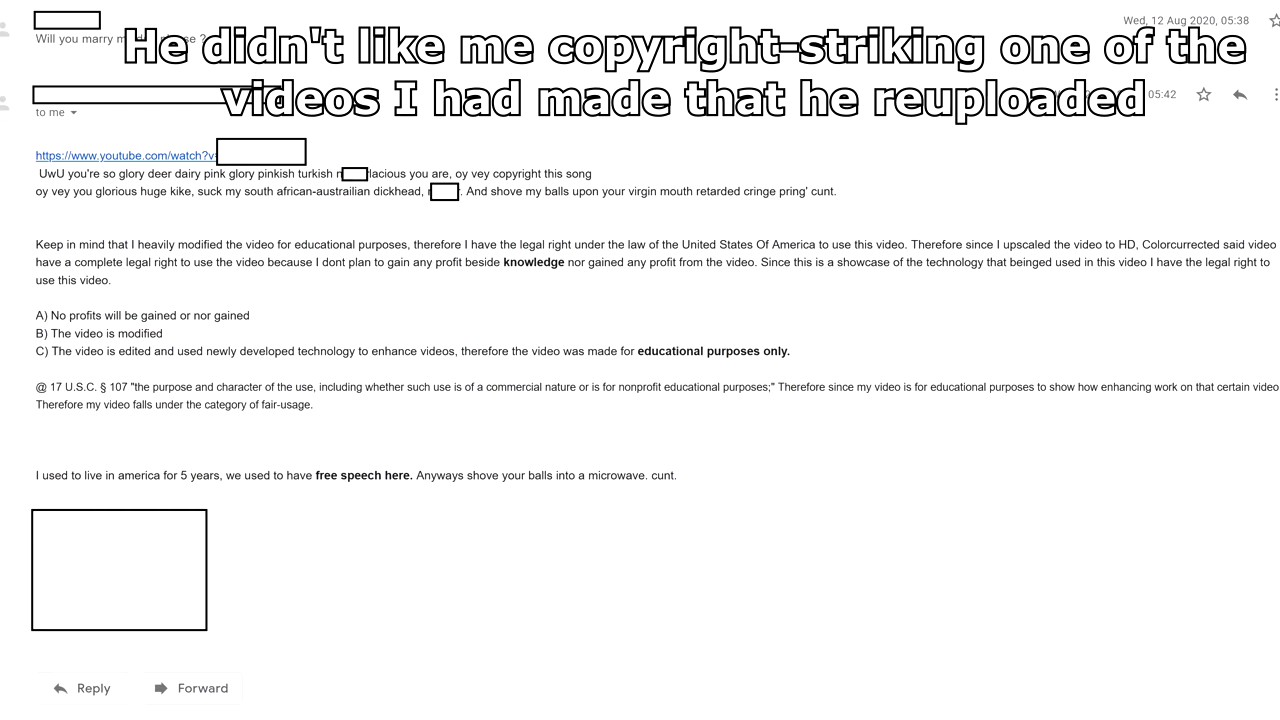 Wed, 12 Aug 2020, 05:38
He didn't like me copyright-striking one of the
Will you marry
videos I had made that he reuploaded
05:42
to me
https://www.youtube.com/watch?v=
UwU you're so glory deer dairy pink glory pinkish turkish lacious you are, oy vey copyright this song
oy vey you glorious huge kike, suck my south african-austrailian dickhead, . And shove my balls upon your virgin mouth retarded cringe pring' cunt.
Keep in mind that I heavily modified the video for educational purposes, therefore I have the legal right under the law of the United States Of America to use this video. Therefore since I upscaled the video to HD, Colorcurrected said video
have a complete legal right to use the video because I dont plan to gain any profit beside knowledge nor gained any profit from the video. Since this is a showcase of the technology that beinged used in this video I have the legal right to
use this video.
A) No profits will be gained or nor gained
B) The video is modified
C) The video is edited and used newly developed technology to enhance videos, therefore the video was made for educational purposes only.
@ 17 U.S.C. § 107 "the purpose and character of the use, including whether such use is of a commercial nature or is for nonprofit educational purposes;" Therefore since my video is for educational purposes to show how enhancing work on that certain video
Therefore my video falls under the category of fair-usage.
I used to live in america for 5 years, we used to have free speech here. Anyways shove your balls into a microwave. cunt.
Reply
Forward